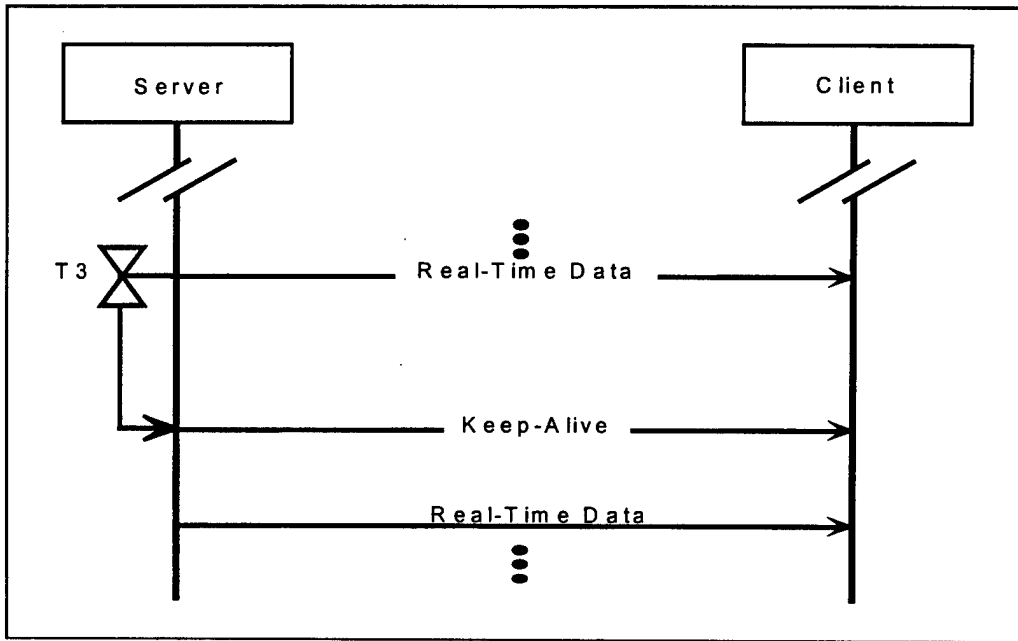 Server
Client
T3
Real-Time Data
Keep-Alive
Real-Time Data